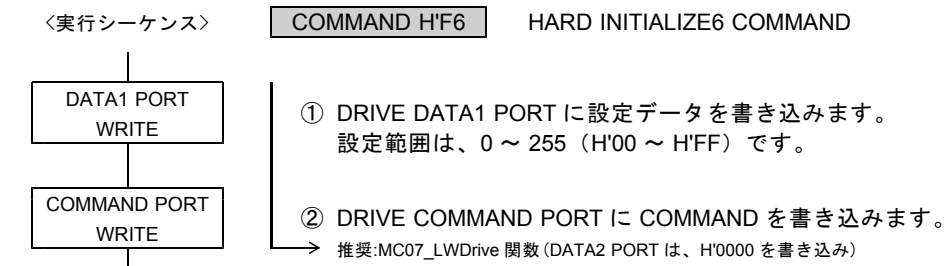 〈実行シーケンス〉 COMMAND H'F6 HARD INITIALIZE6 COMMAND
DATA1 PORT
WRITE
① DRIVE DATA1 PORT に設定データを書き込みます。
設定範囲は、0 ～ 255（H'00 ～ H'FF）です。
COMMAND PORT
WRITE
② DRIVE COMMAND PORT に COMMAND を書き込みます。
推奨:MC07_LWDrive 関数(DATA2 PORT は、H'0000 を書き込み)